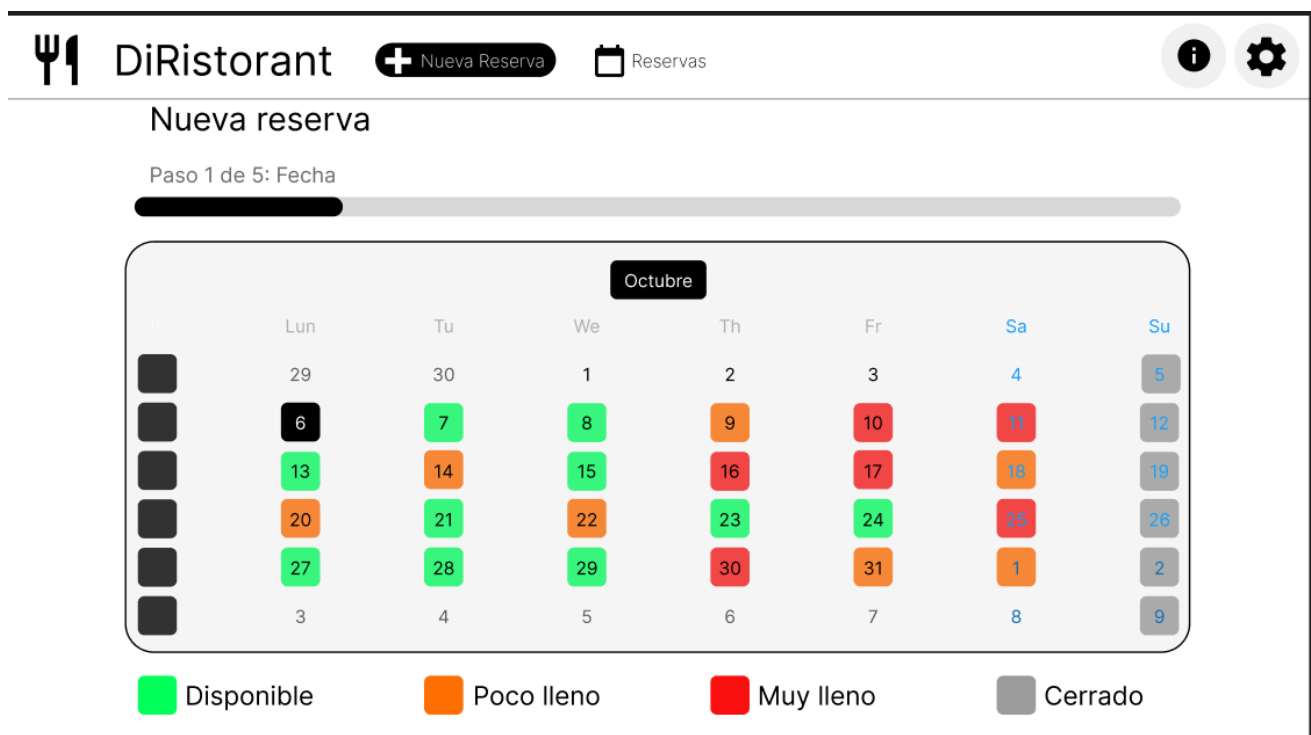 DiRistorant Nueva Reserva Reservas
Nueva reserva
Paso 1 de 5: Fecha
Octubre
Lun Tu We Th Fr Sa Su
29 30 1 2 3 4 5
6 7 8 9 10 11 12
13 14 15 16 17 18 19
20 21 22 23 24 25 26
27 28 29 30 31 1 2
3 4 5 6 7 8 9
Disponible Poco lleno Muy lleno Cerrado